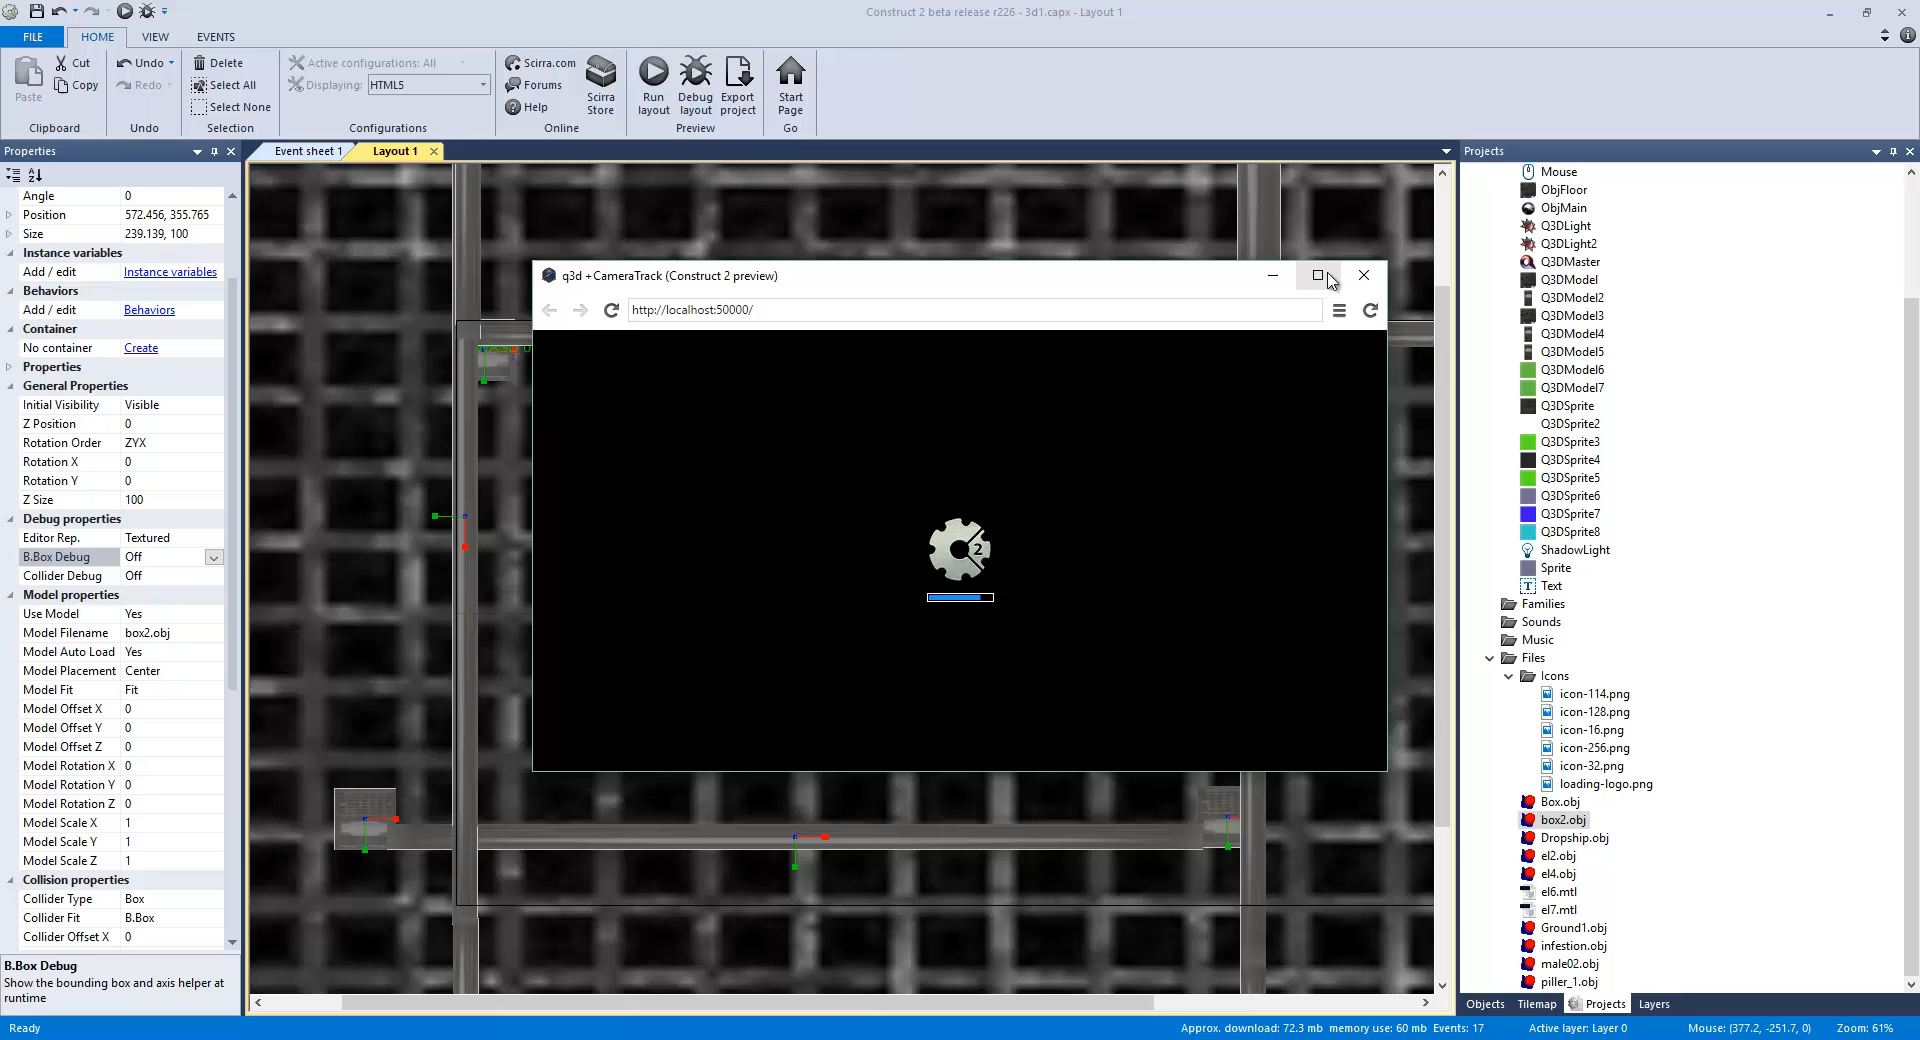 Construct 2 beta release r226 - 3d1.capx - Layout 1
FILE
HOME
VIEW
EVENTS
Paste
Cut
Copy
Clipboard
Undo
Redo
Undo
Delete
Select All
Select None
Selection
Active configurations: All
Displaying:
HTML5
Configurations
Scirra.com
Forums
Help
Scirra
Store
Online
Run
layout
Debug
layout
Export
project
Preview
Start
Page
Go
Properties
Angle 0
Position 572.456, 355.765
Size 239.139, 100
Instance variables
Add / edit Instance variables
Behaviors
Add / edit Behaviors
Container
No container Create
Properties
General Properties
Initial Visibility Visible
Z Position 0
Rotation Order ZYX
Rotation X 0
Rotation Y 0
Z Size 100
Debug properties
Editor Rep. Textured
B.Box Debug Off
Collider Debug Off
Model properties
Use Model Yes
Model Filename box2.obj
Model Auto Load Yes
Model Placement Center
Model Fit Fit
Model Offset X 0
Model Offset Y 0
Model Offset Z 0
Model Rotation X 0
Model Rotation Y 0
Model Rotation Z 0
Model Scale X 1
Model Scale Y 1
Model Scale Z 1
Collision properties
Collider Type Box
Collider Fit B.Box
Collider Offset X 0
B.Box Debug
Show the bounding box and axis helper at
runtime
Event sheet 1
Layout 1
q3d +CameraTrack (Construct 2 preview)
http://localhost:50000/
2
Projects
Mouse
ObjFloor
ObjMain
Q3DLight
Q3DLight2
Q3DMaster
Q3DModel
Q3DModel2
Q3DModel3
Q3DModel4
Q3DModel5
Q3DModel6
Q3DModel7
Q3DSprite
Q3DSprite2
Q3DSprite3
Q3DSprite4
Q3DSprite5
Q3DSprite6
Q3DSprite7
Q3DSprite8
ShadowLight
Sprite
Text
Families
Sounds
Music
Files
Icons
icon-114.png
icon-128.png
icon-16.png
icon-256.png
icon-32.png
loading-logo.png
Box.obj
box2.obj
Dropship.obj
el2.obj
el4.obj
el6.mtl
el7.mtl
Ground1.obj
infestion.obj
male02.obj
piller_1.obj
Objects
Tilemap
Projects
Layers
Ready
Approx. download: 72.3 mb memory use: 60 mb Events: 17
Active layer: Layer 0
Mouse: (377.2, -251.7, 0)
Zoom: 61%